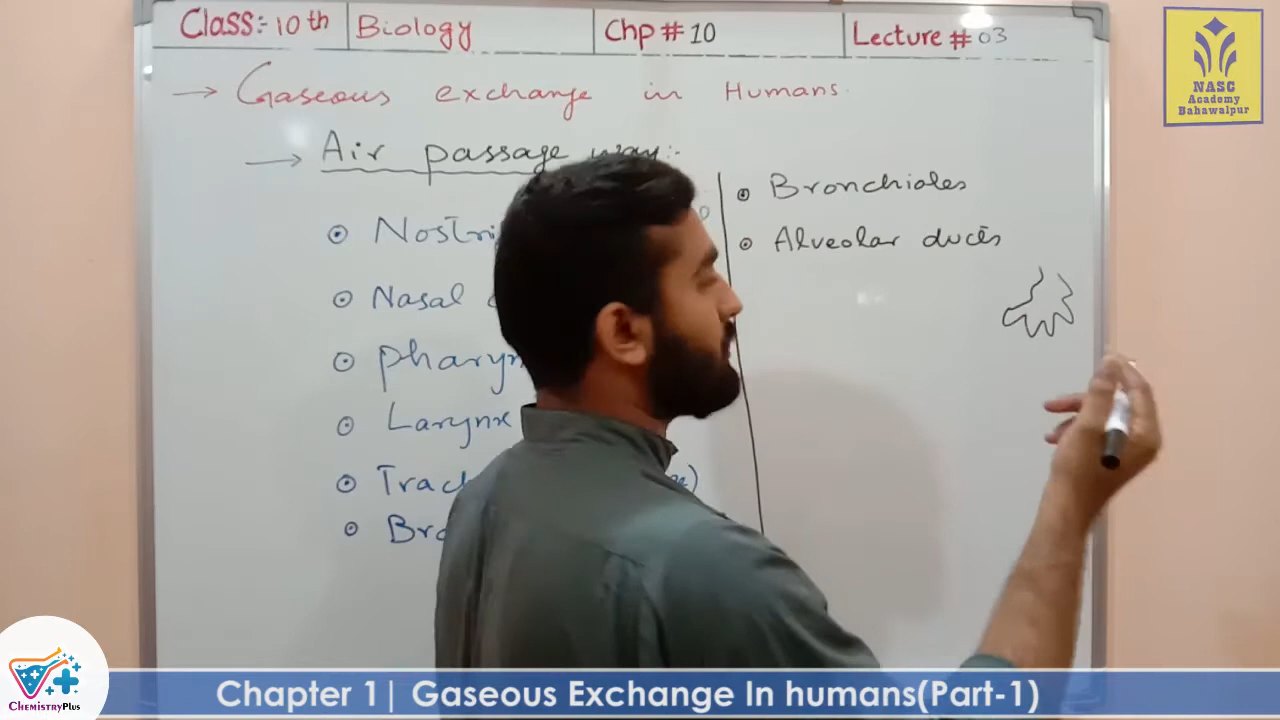 Class:- 10th Biology Chp # 10 Lecture # 03
→ Gaseous exchange in Humans.
→ Air passage way:-
Nasal
Larynx
Bronchioles
Alveolar ducts
NASC
Academy
Bahawalpur
ChemistryPlus
Chapter 1| Gaseous Exchange In humans(Part-1)